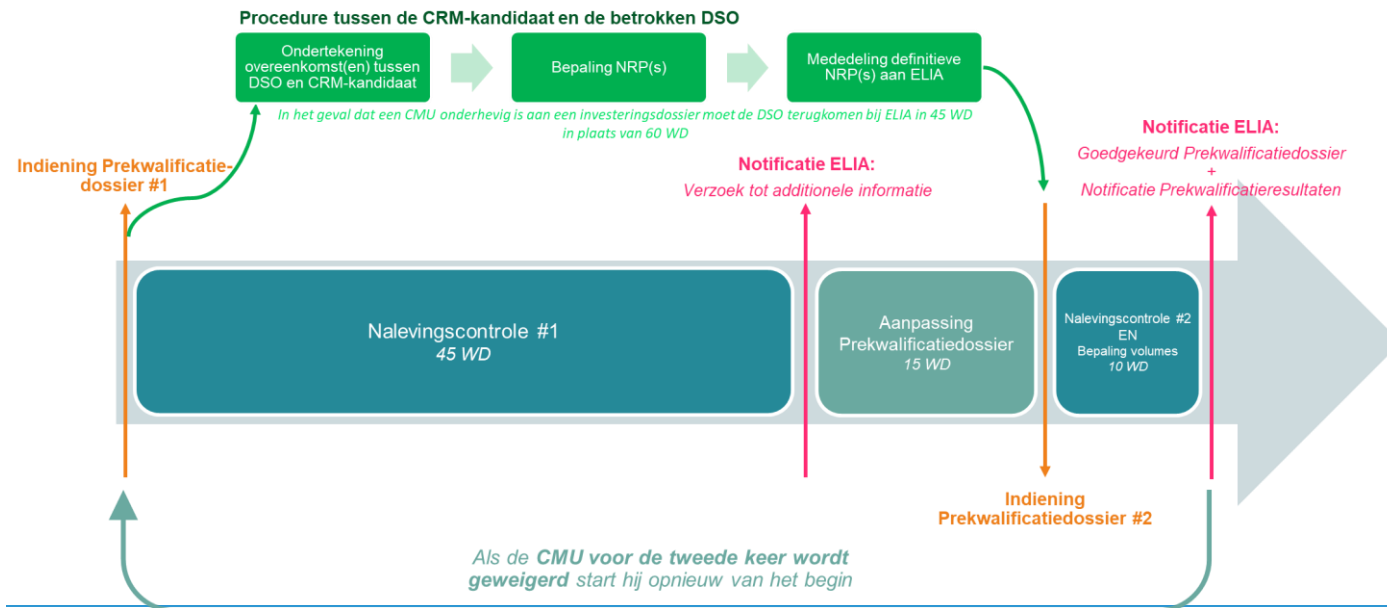 Procedure tussen de CRM-kandidaat en de betrokken DSO
Ondertekening
overeenkomst(en) tussen
DSO en CRM-kandidaat
Bepaling NRP(s)
Mededeling definitieve
NRP(s) aan ELIA
In het geval dat een CMU onderhevig is aan een investeringsdossier moet de DSO terugkomen bij ELIA in 45 WD
in plaats van 60 WD
Indiening Prekwalificatie-
dossier #1
Notificatie ELIA:
Verzoek tot additionele informatie
Notificatie ELIA:
Goedgekeurd Prekwalificatiedossier
+
Notificatie Prekwalificatieresultaten
Nalevingscontrole #1
45 WD
Aanpassing
Prekwalificatiedossier
15 WD
Nalevingscontrole #2
EN
Bepaling volumes
10 WD
Indiening
Prekwalificatiedossier #2
Als de CMU voor de tweede keer wordt
geweigerd start hij opnieuw van het begin